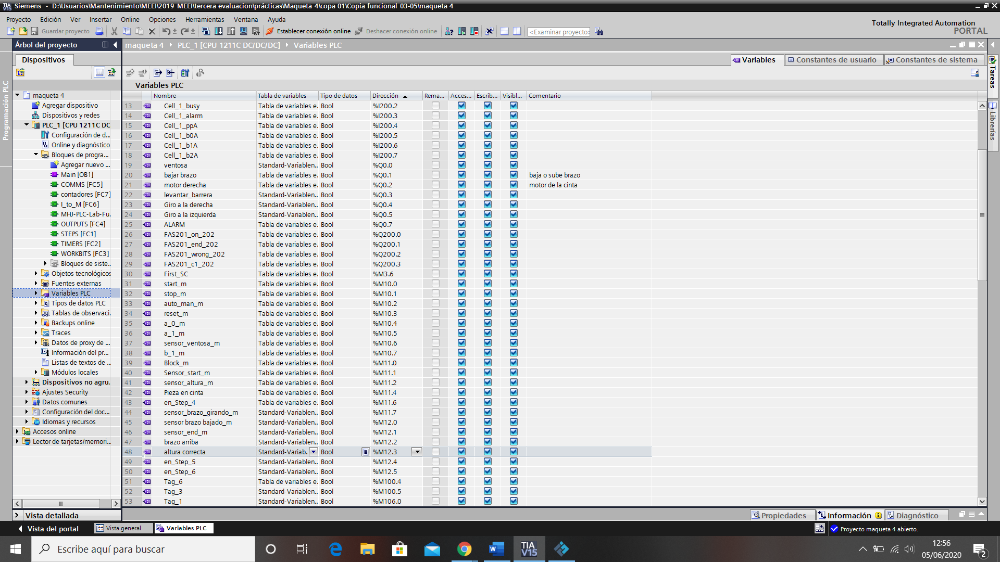 Siemens - D:\Usuarios\Mantenimiento\MEEI\2019 MEEI\tercera evaluacion\prácticas\Maqueta 4\copa 01\Copia funcional 03-05\maqueta 4
Proyecto Edición Ver Insertar Online Opciones Herramientas Ventana Ayuda
Totally Integrated Automation
PORTAL
Guardar proyecto Establecer conexión online Deshacer conexión online <Examinar proyecto>
Árbol del proyecto
maqueta 4 PLC_1 [CPU 1211C DC/DC/DC] Variables PLC
Dispositivos
Variables Constantes de usuario Constantes de sistema
Programación PLC
Tareas
Librerías
maqueta 4
Agregar dispositivo
Dispositivos y redes
PLC_1 [CPU 1211C DC
Configuración de d...
Online y diagnóstico
Bloques de progra...
Agregar nuevo ...
Main [OB1]
COMMS [FC5]
contadores [FC7]
I_to_M [FC6]
MHJ-PLC-Lab-Fu.
OUTPUTS [FC4]
STEPS [FC1]
TIMERS [FC2]
WORKBITS [FC3]
Bloques de siste..
Objetos tecnológicos
Fuentes externas
Variables PLC
Tipos de datos PLC
Tablas de observaci.
Backups online
Traces
Datos de proxy de ...
Información del pr...
Listas de textos de ...
Módulos locales
Dispositivos no agru.
Ajustes Security
Datos comunes
Configuración del doc...
Idiomas y recursos
Accesos online
Lector de tarjetas/memori...
Vista detallada
Variables PLC
Nombre Tabla de variables Tipo de datos Dirección Rema... Acces... Escrib... Visibl... Comentario
13 Cell_1_busy Tabla de variables e. Bool %I200.2
14 Cell_1_alarm Tabla de variables e. Bool %I200.3
15 Cell_1_ppA Tabla de variables e. Bool %I200.4
16 Cell_1_b0A Tabla de variables e. Bool %I200.5
17 Cell_1_b1A Tabla de variables e. Bool %I200.6
18 Cell_1_b2A Tabla de variables e. Bool %I200.7
19 ventosa Standard-Variablen.. Bool %Q0.0
20 bajar brazo Tabla de variables e. Bool %Q0.1 baja o sube brazo
21 motor derecha Tabla de variables e. Bool %Q0.2 motor de la cinta
22 levantar_barrera Standard-Variablen.. Bool %Q0.3
23 Giro a la derecha Standard-Variablen.. Bool %Q0.4
24 Giro a la izquierda Standard-Variablen.. Bool %Q0.5
25 ALARM Tabla de variables e. Bool %Q0.7
26 FAS201_on_202 Tabla de variables e. Bool %Q200.0
27 FAS201_end_202 Tabla de variables e. Bool %Q200.1
28 FAS201_wrong_202 Tabla de variables e. Bool %Q200.2
29 FAS201_c1_202 Tabla de variables e. Bool %Q200.3
30 First_SC Tabla de variables e. Bool %M3.6
31 start_m Tabla de variables e. Bool %M10.0
32 stop_m Tabla de variables e. Bool %M10.1
33 auto_man_m Tabla de variables e. Bool %M10.2
34 reset_m Tabla de variables e. Bool %M10.3
35 a_0_m Tabla de variables e. Bool %M10.4
36 a_1_m Tabla de variables e. Bool %M10.5
37 sensor_ventosa_m Tabla de variables e. Bool %M10.6
38 b_1_m Tabla de variables e. Bool %M10.7
39 Block_m Tabla de variables e. Bool %M11.0
40 Sensor_start_m Tabla de variables e. Bool %M11.1
41 sensor_altura_m Tabla de variables e. Bool %M11.2
42 Pieza en cinta Tabla de variables e. Bool %M11.4
43 en_Step_4 Tabla de variables e. Bool %M11.6
44 sensor_brazo_girando_m Standard-Variablen.. Bool %M11.7
45 sensor brazo bajado_m Standard-Variablen.. Bool %M12.0
46 sensor_end_m Standard-Variablen.. Bool %M12.1
47 brazo arriba Standard-Variablen.. Bool %M12.2
48 altura correcta Standard-Variab. Bool %M12.3
49 en_Step_5 Standard-Variablen.. Bool %M12.4
50 en_Step_6 Standard-Variablen.. Bool %M12.5
51 Tag_6 Tabla de variables e. Bool %M100.4
52 Tag_3 Standard-Variablen.. Bool %M100.5
53 Tag_1 Standard-Variablen.. Bool %M106.0
Propiedades Información Diagnóstico
Vista del portal Vista general Variables PLC Proyecto maqueta 4 abierto.
Escribe aquí para buscar
TIA V15
12:56
05/06/2020
2